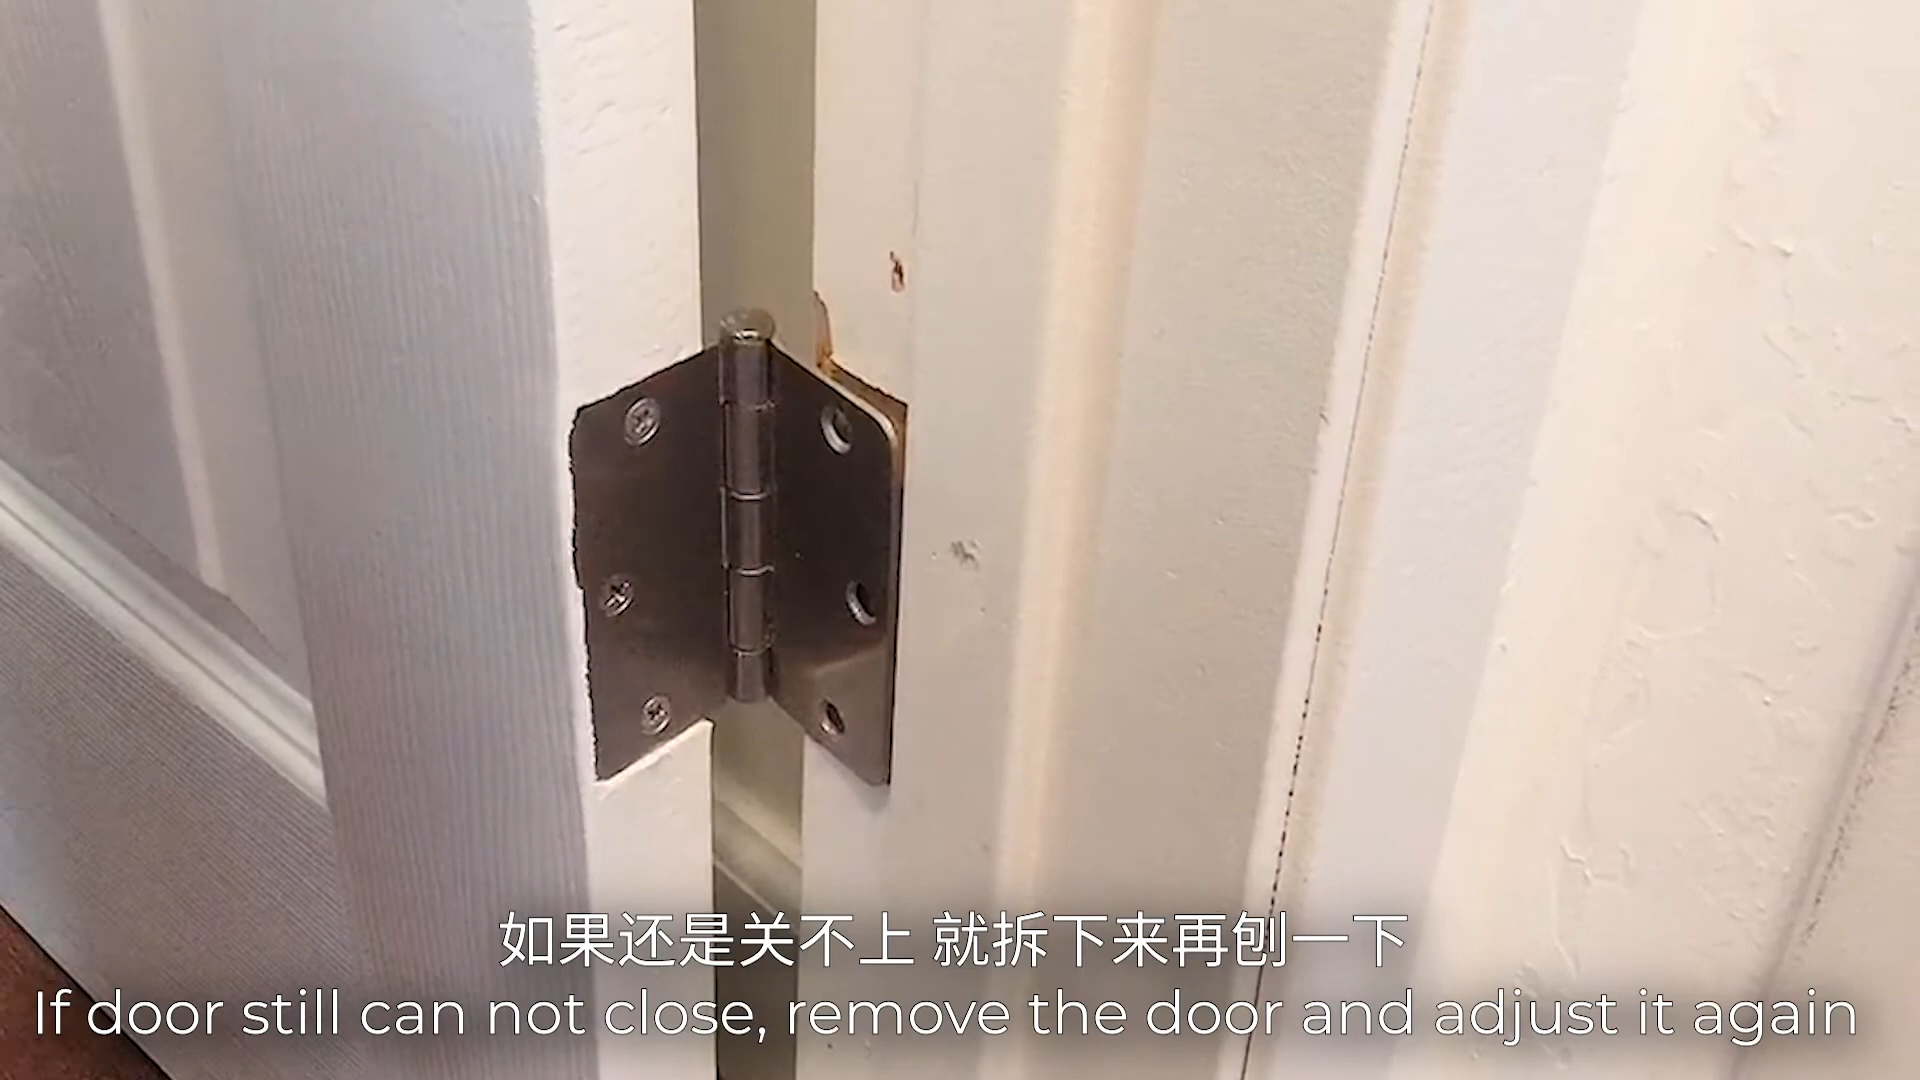 如果还是关不上 就拆下来再刨一下
If door still can not close, remove the door and adjust it again